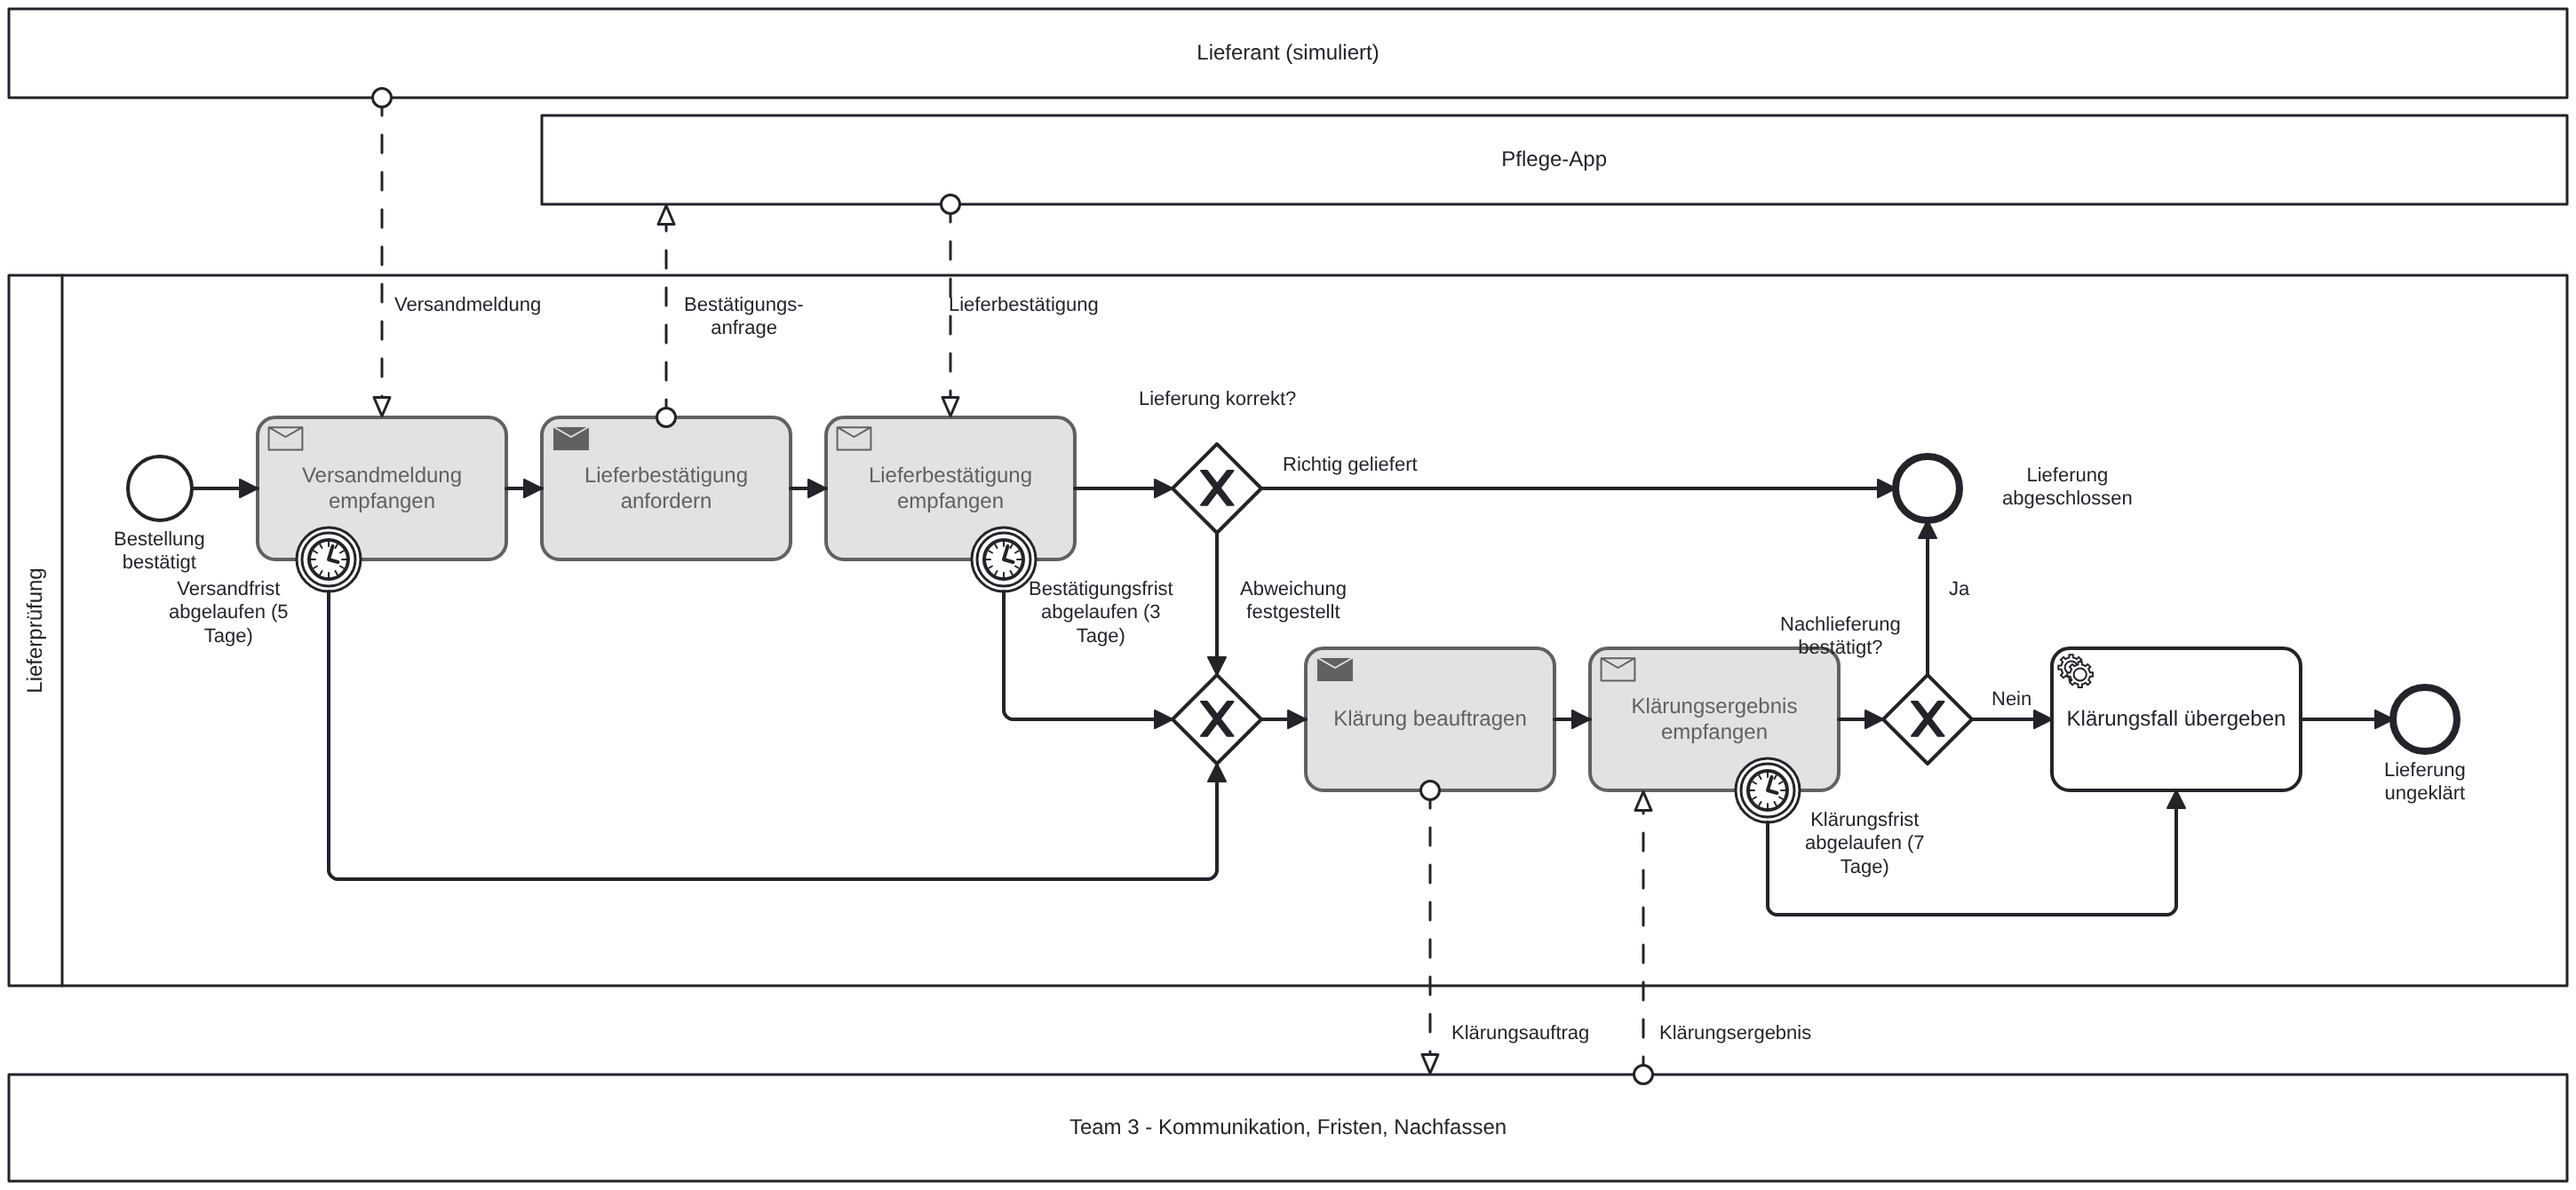 Lieferant (simuliert)
Pflege-App
Versandmeldung
Bestätigungs-
anfrage
Lieferbestätigung
Lieferprüfung
Bestellung
bestätigt
Versandmeldung
empfangen
Versandfrist
abgelaufen (5
Tage)
Lieferbestätigung
anfordern
Lieferbestätigung
empfangen
Bestätigungsfrist
abgelaufen (3
Tage)
Lieferung korrekt?
Richtig geliefert
Abweichung
festgestellt
Lieferung
abgeschlossen
Ja
Klärung beauftragen
Klärungsergebnis
empfangen
Nachlieferung
bestätigt?
Nein
Klärungsfall übergeben
Klärungsfrist
abgelaufen (7
Tage)
Lieferung
ungeklärt
Klärungsauftrag
Klärungsergebnis
Team 3 - Kommunikation, Fristen, Nachfassen